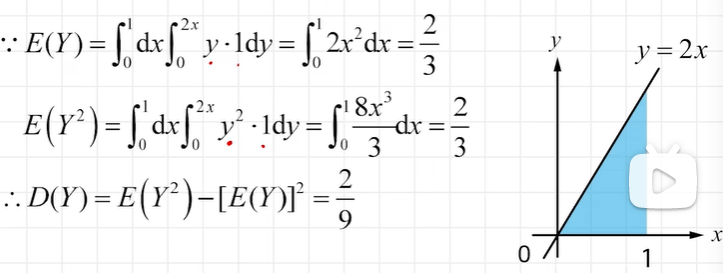 ∵ E(Y) = ∫₀¹ dx ∫₀²ˣ y · 1dy = ∫₀¹ 2x² dx = 2/3
E(Y²) = ∫₀¹ dx ∫₀²ˣ y² · 1dy = ∫₀¹ 8x³/3 dx = 2/3
∴ D(Y) = E(Y²) − [E(Y)]² = 2/9
y
y = 2x
x
0
1